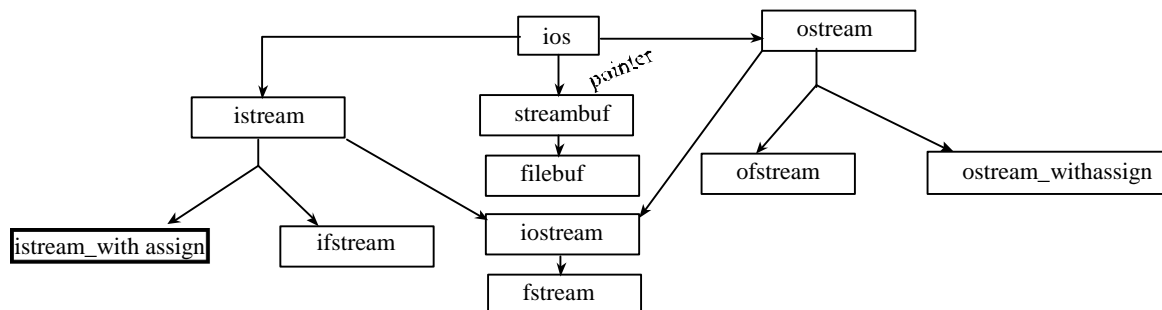 ios
ostream
pointer
istream
streambuf
filebuf
ofstream
ostream_withassign
istream_with assign
ifstream
iostream
fstream